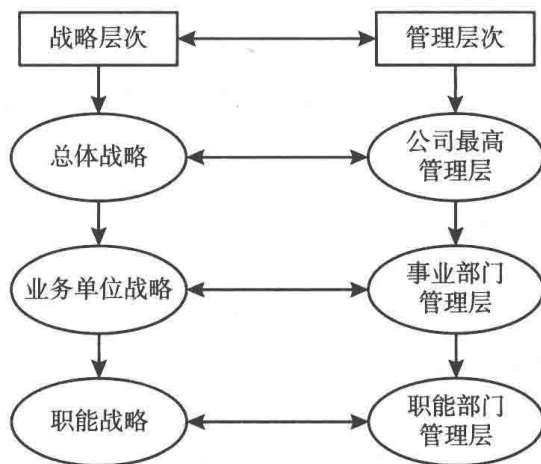 战略层次
管理层次
总体战略
公司最高
管理层
业务单位战略
事业部门
管理层
职能战略
职能部门
管理层